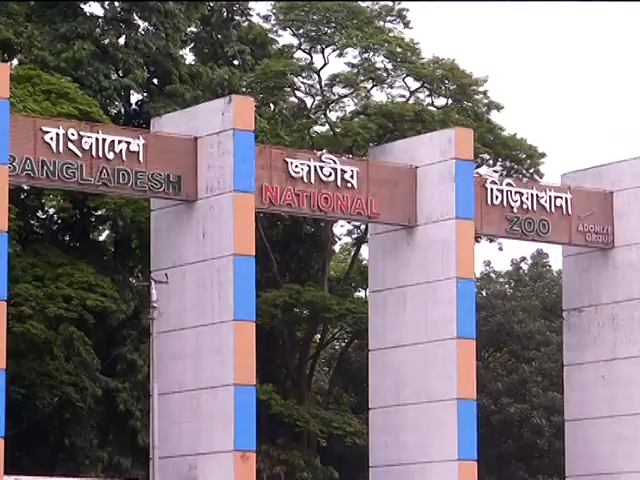 বাংলাদেশ
BANGLADESH
জাতীয়
NATIONAL
চিড়িয়াখানা
ZOO
ADONIZE
GROUP